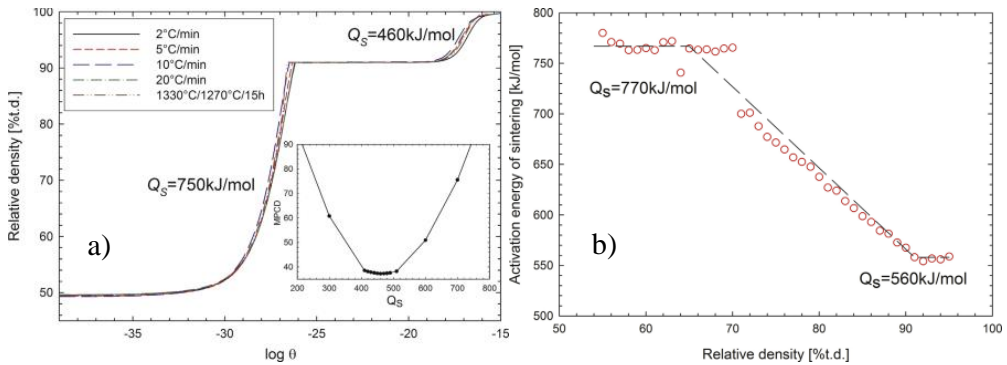 2°C/min
5°C/min
10°C/min
20°C/min
1330°C/1270°C/15h
Q_S=460kJ/mol
Q_S=750kJ/mol
a)
Relative density [%t.d.]
100
90
80
70
60
50
-35
-30
-25
-20
-15
log θ
MPCD
90
80
70
60
50
40
200
300
400
500
600
700
800
Q_S
Activation energy of sintering [kJ/mol]
800
750
700
650
600
550
500
Q_S=770kJ/mol
b)
Q_S=560kJ/mol
50
60
70
80
90
100
Relative density [%t.d.]